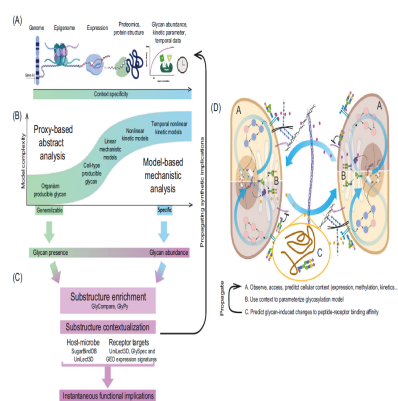 (A)
Genome
Epigenome
Expression
Proteomics,
protein structure
Glycan abundance,
kinetic parameter,
temporal data
Context specificity
(B)
Model complexity
Proxy-based
abstract
analysis
Organism
producible glycan
Cell-type
producible
glycan
Linear
mechanistic
models
Nonlinear
kinetic models
Temporal nonlinear
kinetic models
Model-based
mechanistic
analysis
Generalizable
Specific
Glycan presence
Glycan abundance
Propagating synthetic implications
(C)
Substructure enrichment
GlyCompare, GlyPy
Substructure contextualization
Host-microbe
SugarBindDB
UniLect3D
Receptor targets
UniLect3D, GlySpec and
GEO expression signatures
Instantaneous functional implications
(D)
A
A
B
B
C
Propagate
A. Observe, access, predict cellular context (expression, methylation, kinetics...
B. Use context to parameterize glycosylation model
C. Predict glycan-induced changes to peptide-receptor binding affinity